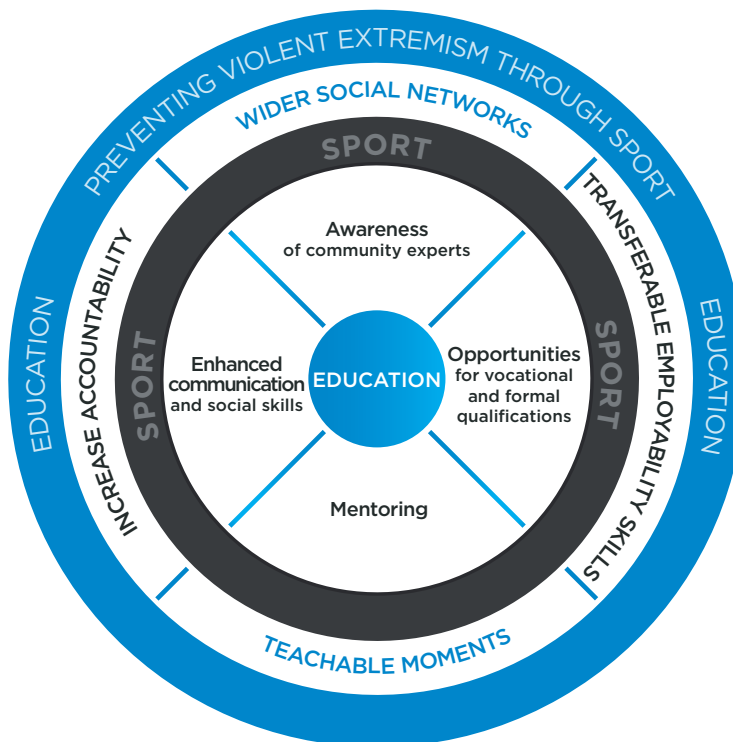 PREVENTING VIOLENT EXTREMISM THROUGH SPORT
WIDER SOCIAL NETWORKS
SPORT
Awareness
of community experts
EDUCATION
INCREASE ACCOUNTABILITY
SPORT
Enhanced
communication
and social skills
EDUCATION
Opportunities
for vocational
and formal
qualifications
SPORT
TRANSFERABLE EMPLOYABILITY SKILLS
EDUCATION
Mentoring
TEACHABLE MOMENTS